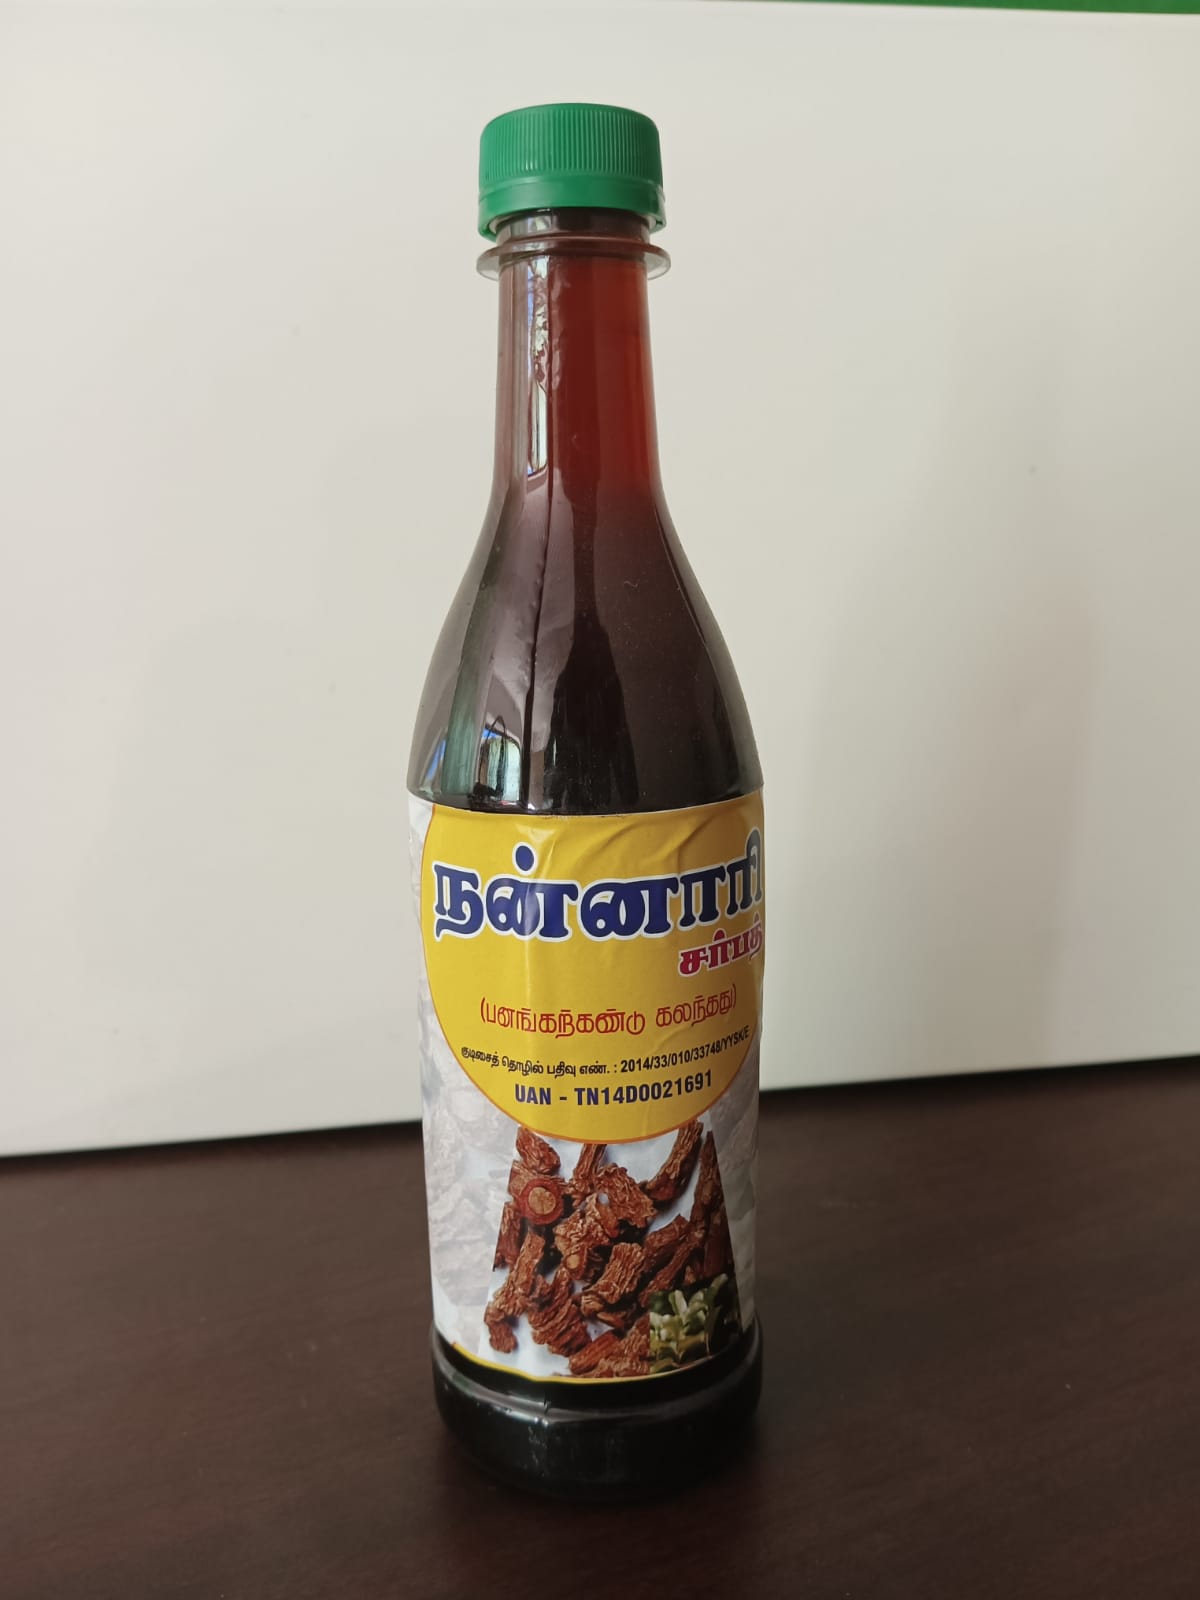 நன்னாரி
சர்பத்
(பனங்கற்கண்டு கலந்தது)
குடிசைத் தொழில் பதிவு எண். : 2014/33/010/33748/YYSK/E
UAN - TN14D0021691